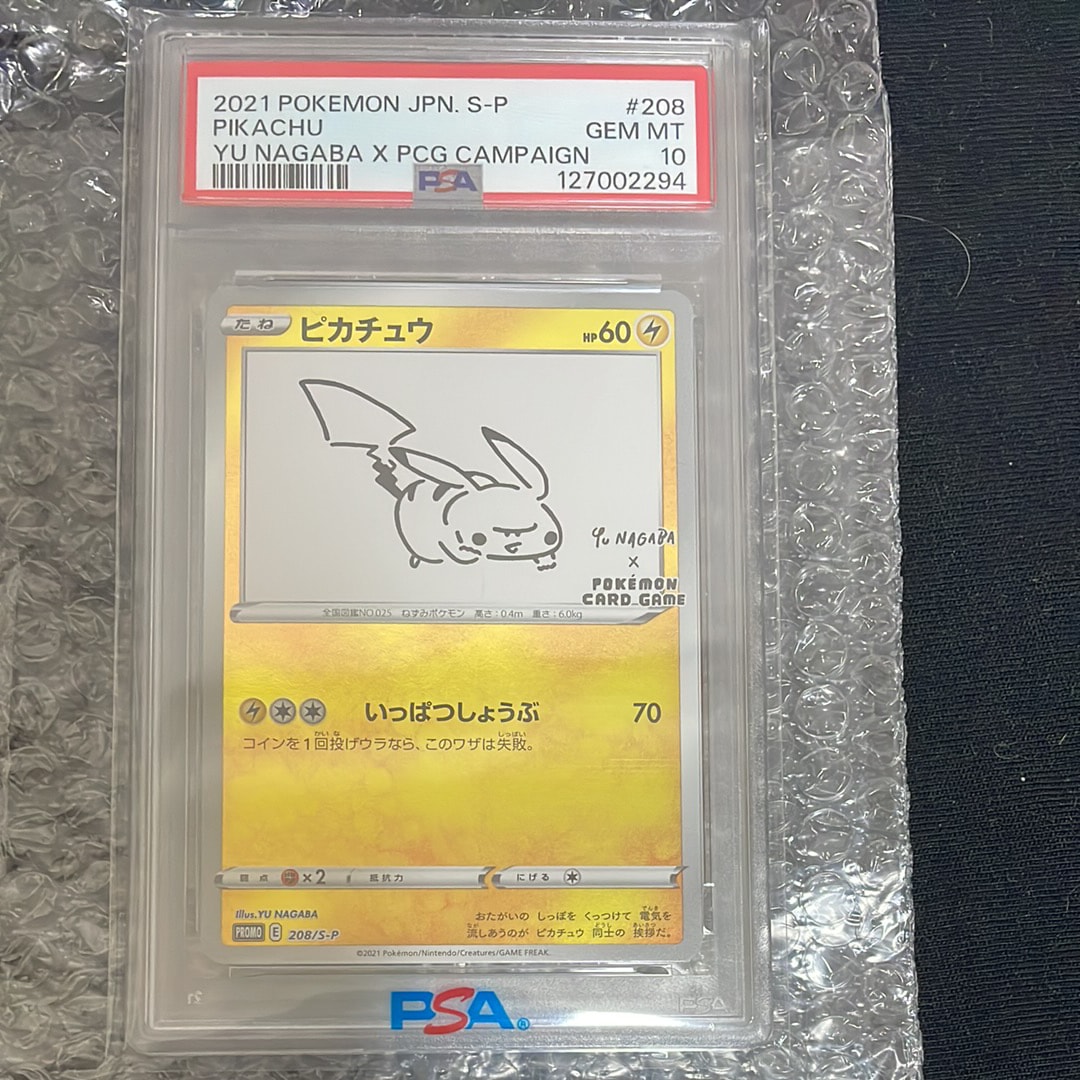 2021 POKEMON JPN. S-P #208
PIKACHU GEM MT
YU NAGABA X PCG CAMPAIGN 10
PSA 127002294
たね ピカチュウ HP60
YU NAGABA
X
POKÉMON
CARD GAME
全国図鑑NO.025 ねずみポケモン 高さ:0.4m 重さ:6.0kg
いっぱつしょうぶ 70
コインを1回投げウラなら、このワザは失敗。
弱点 ×2 抵抗力 にげる
Illus.YU NAGABA
PROMO E 208/S-P
おたがいの しっぽを くっつけて 電気を
流しあうのが ピカチュウ 同士の 挨拶だ。
©2021 Pokémon/Nintendo/Creatures/GAME FREAK.
PSA®
PSA